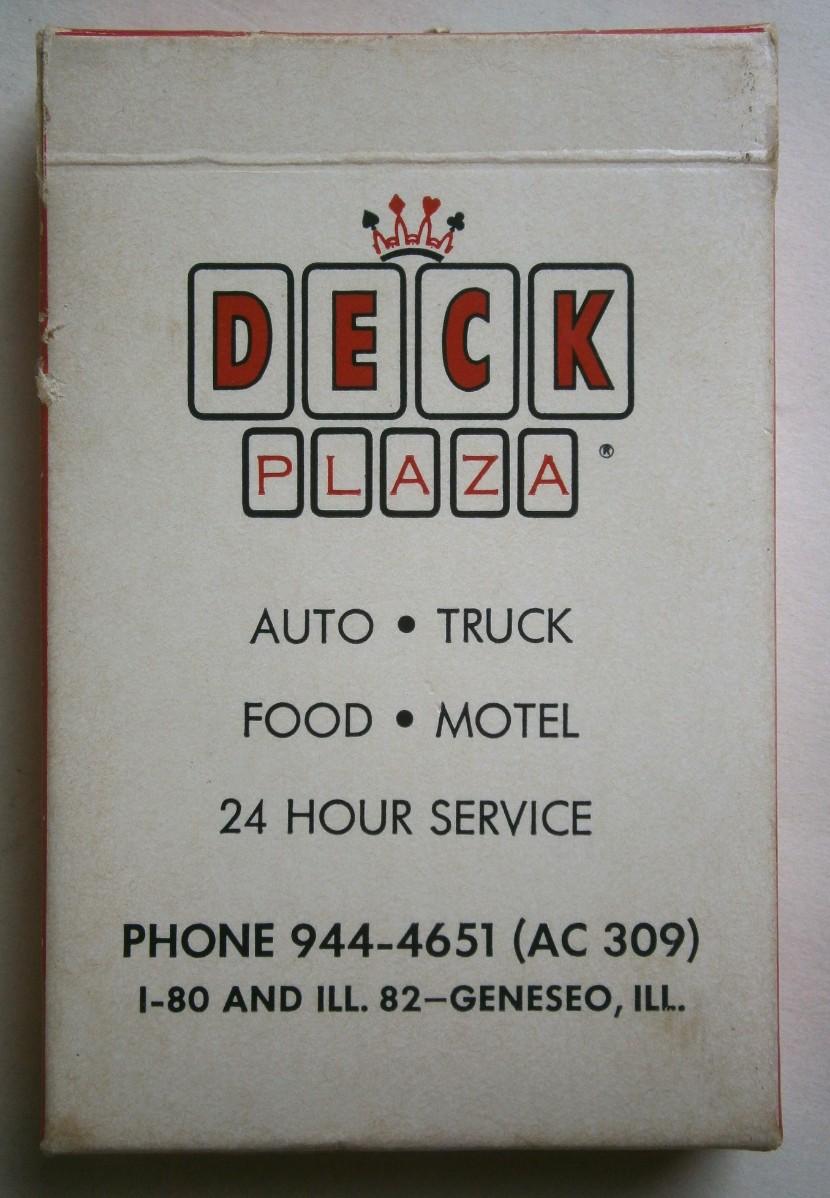 DECK
PLAZA ®
AUTO • TRUCK
FOOD • MOTEL
24 HOUR SERVICE
PHONE 944-4651 (AC 309)
I-80 AND ILL. 82—GENESEO, ILL.